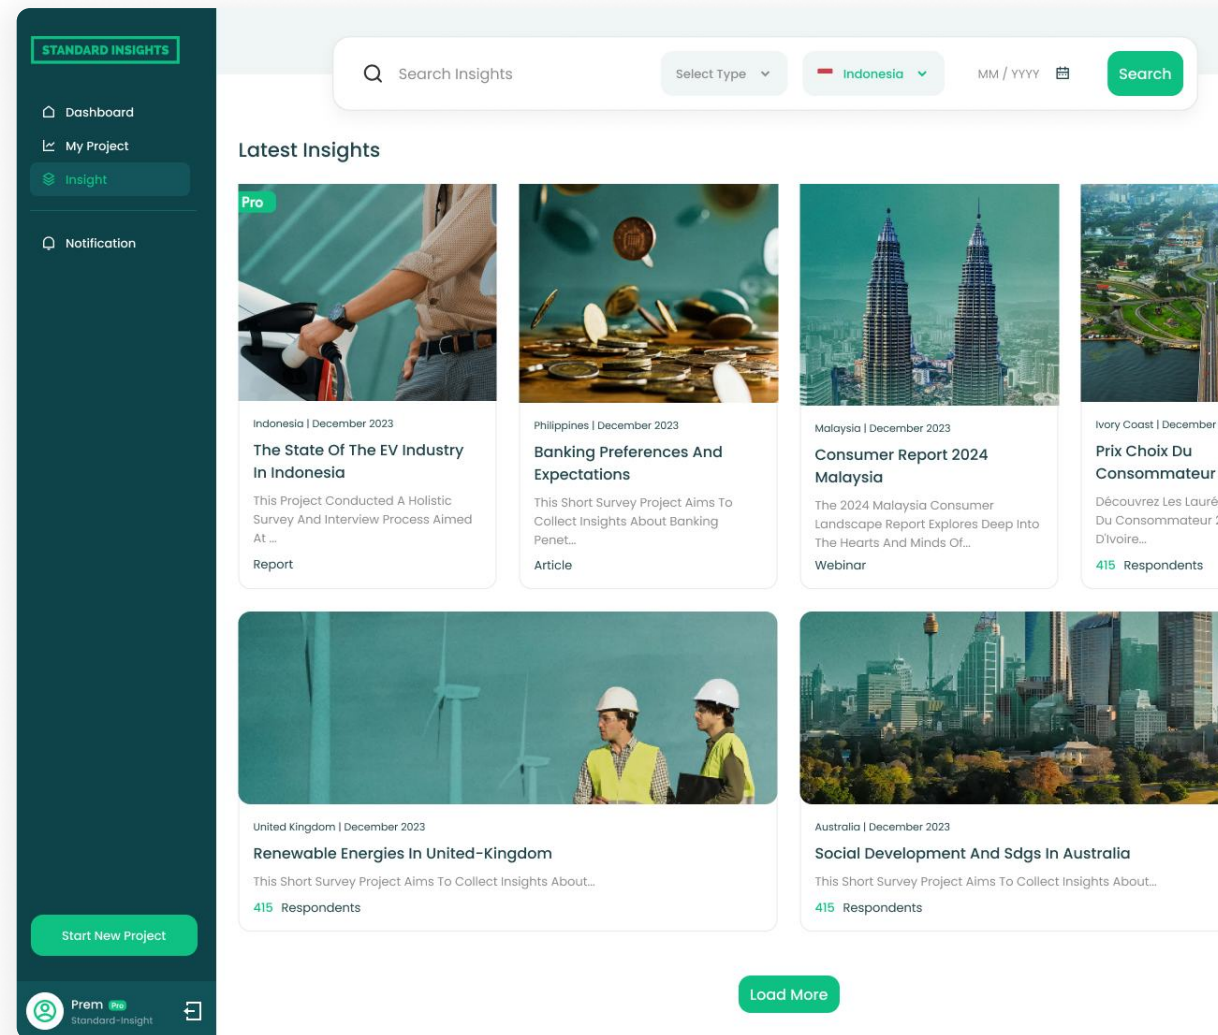 STANDARD INSIGHTS
Dashboard
My Project
Insight
Notification
Start New Project
Prem Pro
Standard-Insight
Search Insights
Select Type
Indonesia
MM / YYYY
Search
Latest Insights
Pro
Indonesia | December 2023
The State Of The EV Industry
In Indonesia
This Project Conducted A Holistic
Survey And Interview Process Aimed
At ...
Report
Philippines | December 2023
Banking Preferences And
Expectations
This Short Survey Project Aims To
Collect Insights About Banking
Penet...
Article
Malaysia | December 2023
Consumer Report 2024
Malaysia
The 2024 Malaysia Consumer
Landscape Report Explores Deep Into
The Hearts And Minds Of...
Webinar
Ivory Coast | December
Prix Choix Du
Consommateur
Découvrez Les Lauré
Du Consommateur 2
D'Ivoire...
415 Respondents
United Kingdom | December 2023
Renewable Energies In United-Kingdom
This Short Survey Project Aims To Collect Insights About...
415 Respondents
Australia | December 2023
Social Development And Sdgs In Australia
This Short Survey Project Aims To Collect Insights About...
415 Respondents
Load More